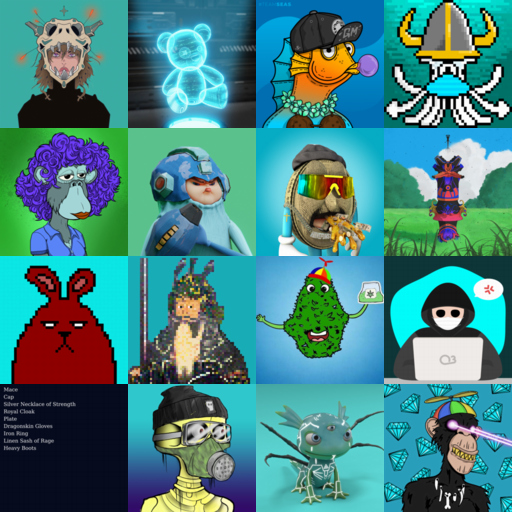 Mace
Cap
Silver Necklace of Strength
Royal Cloak
Plate
Dragonskin Gloves
Iron Ring
Linen Sash of Rage
Heavy Boots